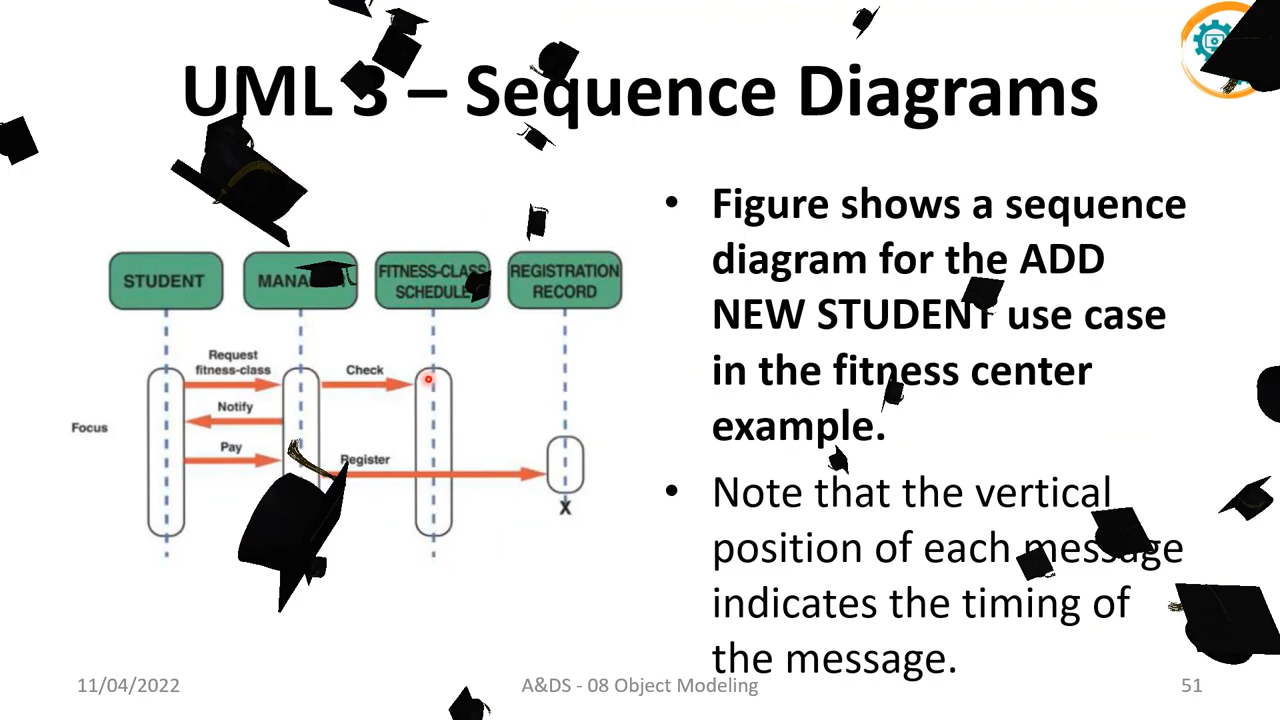 UML 3 – Sequence Diagrams
• Figure shows a sequence
diagram for the ADD
NEW STUDENT use case
in the fitness center
example.
• Note that the vertical
position of each message
indicates the timing of
the message.
STUDENT
FITNESS-CLASS
SCHEDULE
REGISTRATION
RECORD
Request
fitness-class
Check
Notify
Focus
Pay
Register
X
11/04/2022
A&DS - 08 Object Modeling
51